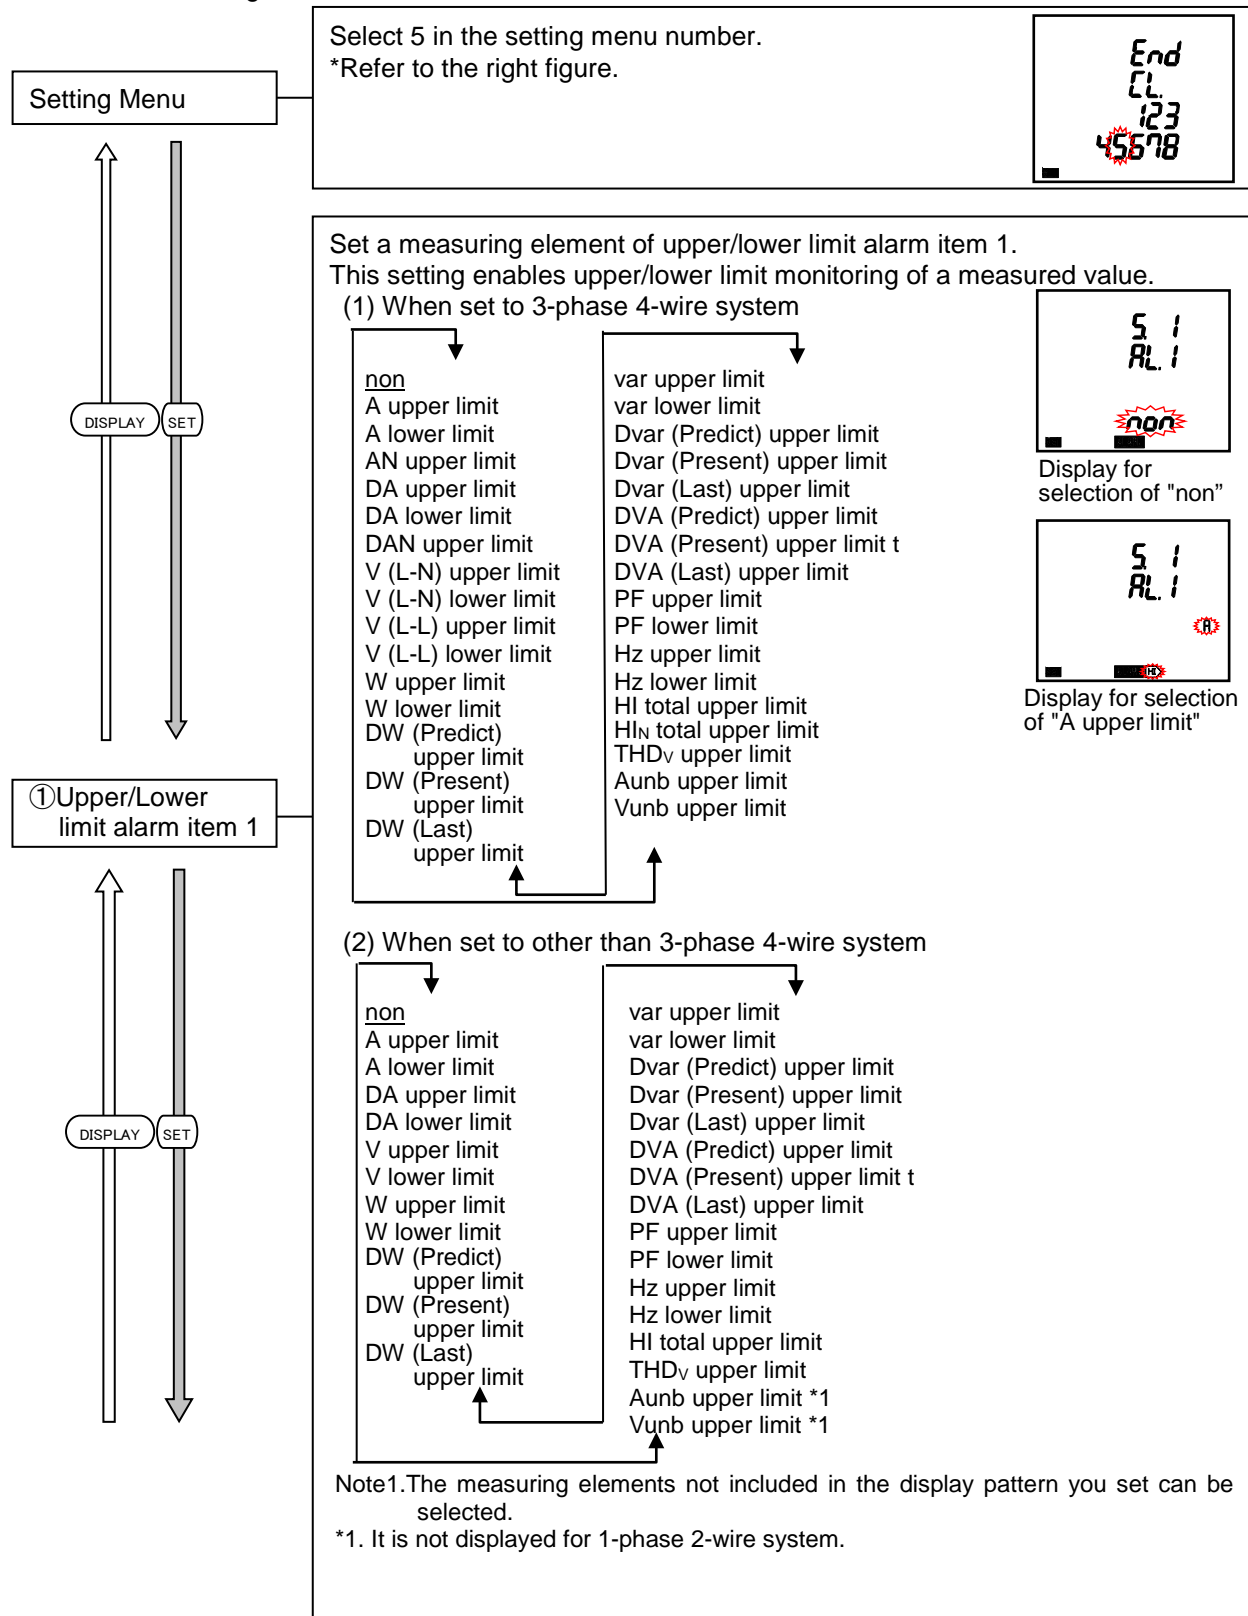 Select 5 in the setting menu number.
*Refer to the right figure.
End
CL.
123
45678
Setting Menu
Set a measuring element of upper/lower limit alarm item 1.
This setting enables upper/lower limit monitoring of a measured value.
(1) When set to 3-phase 4-wire system
non
A upper limit
A lower limit
AN upper limit
DA upper limit
DA lower limit
DAN upper limit
V (L-N) upper limit
V (L-N) lower limit
V (L-L) upper limit
V (L-L) lower limit
W upper limit
W lower limit
DW (Predict)
upper limit
DW (Present)
upper limit
DW (Last)
upper limit
var upper limit
var lower limit
Dvar (Predict) upper limit
Dvar (Present) upper limit
Dvar (Last) upper limit
DVA (Predict) upper limit
DVA (Present) upper limit t
DVA (Last) upper limit
PF upper limit
PF lower limit
Hz upper limit
Hz lower limit
HI total upper limit
HIN total upper limit
THDV upper limit
Aunb upper limit
Vunb upper limit
S. 1
AL. 1
non
Display for
selection of "non”
S. 1
AL. 1
A
HI
Display for selection
of "A upper limit"
DISPLAY
SET
①Upper/Lower
limit alarm item 1
(2) When set to other than 3-phase 4-wire system
non
A upper limit
A lower limit
DA upper limit
DA lower limit
V upper limit
V lower limit
W upper limit
W lower limit
DW (Predict)
upper limit
DW (Present)
upper limit
DW (Last)
upper limit
var upper limit
var lower limit
Dvar (Predict) upper limit
Dvar (Present) upper limit
Dvar (Last) upper limit
DVA (Predict) upper limit
DVA (Present) upper limit t
DVA (Last) upper limit
PF upper limit
PF lower limit
Hz upper limit
Hz lower limit
HI total upper limit
THDV upper limit
Aunb upper limit *1
Vunb upper limit *1
DISPLAY
SET
Note1.The measuring elements not included in the display pattern you set can be
selected.
*1. It is not displayed for 1-phase 2-wire system.